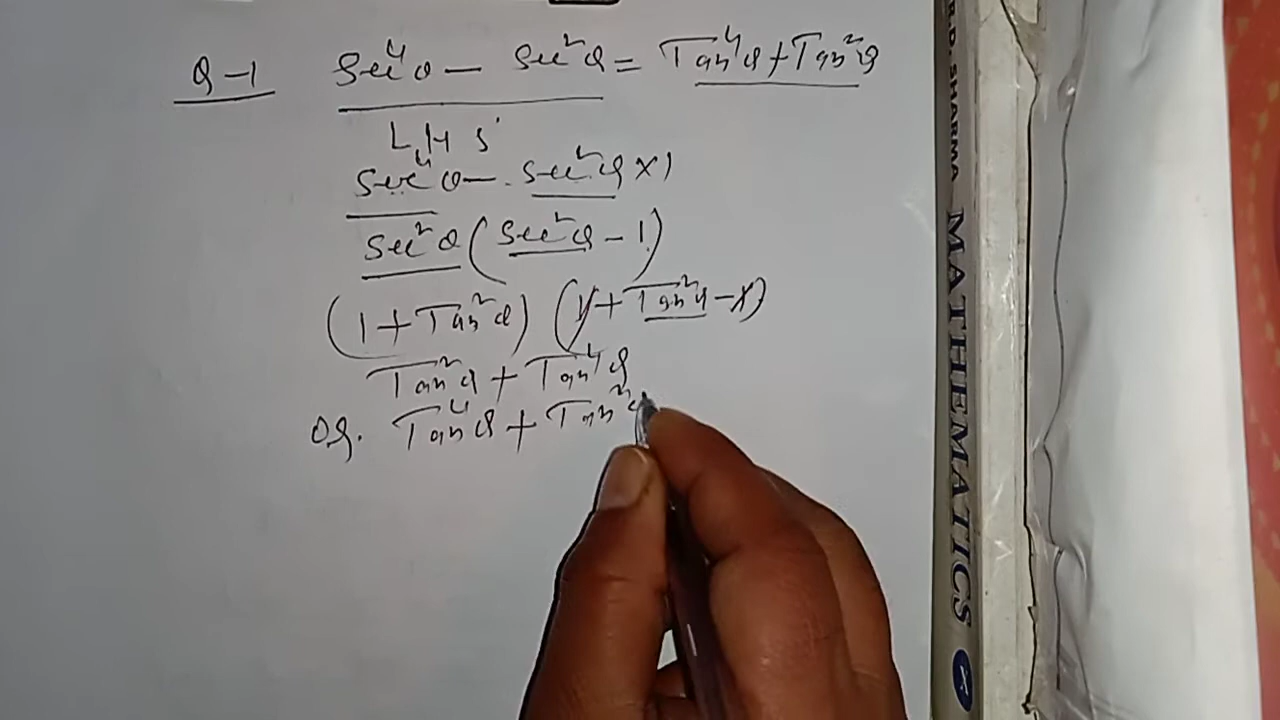 Q-1 Sec⁴θ - Sec²θ = Tan⁴θ + Tan²θ
L H S
Sec⁴θ - Sec²θ × 1
Sec²θ (Sec²θ - 1)
(1 + Tan²θ) (1 + Tan²θ - 1)
Tan²θ + Tan⁴θ
OR. Tan⁴θ + Tan²θ
R.D. SHARMA MATHEMATICS X